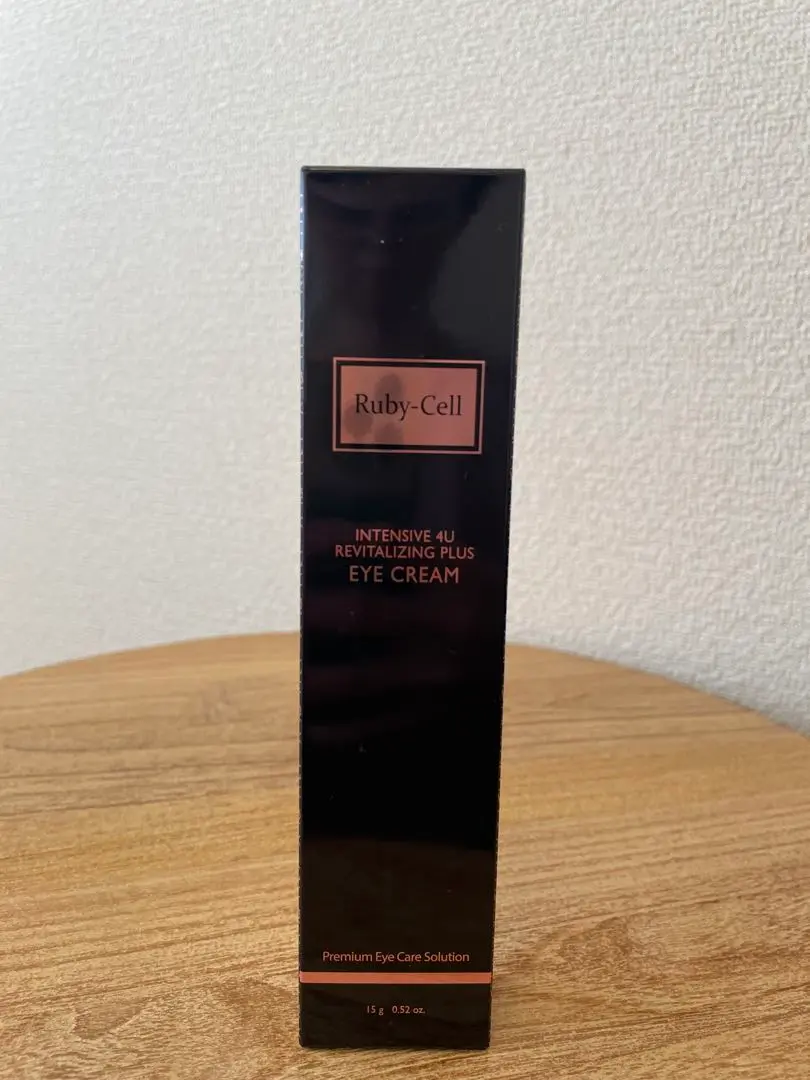 Ruby-Cell
INTENSIVE 4U
REVITALIZING PLUS
EYE CREAM
Premium Eye Care Solution
15 g 0.52 oz.